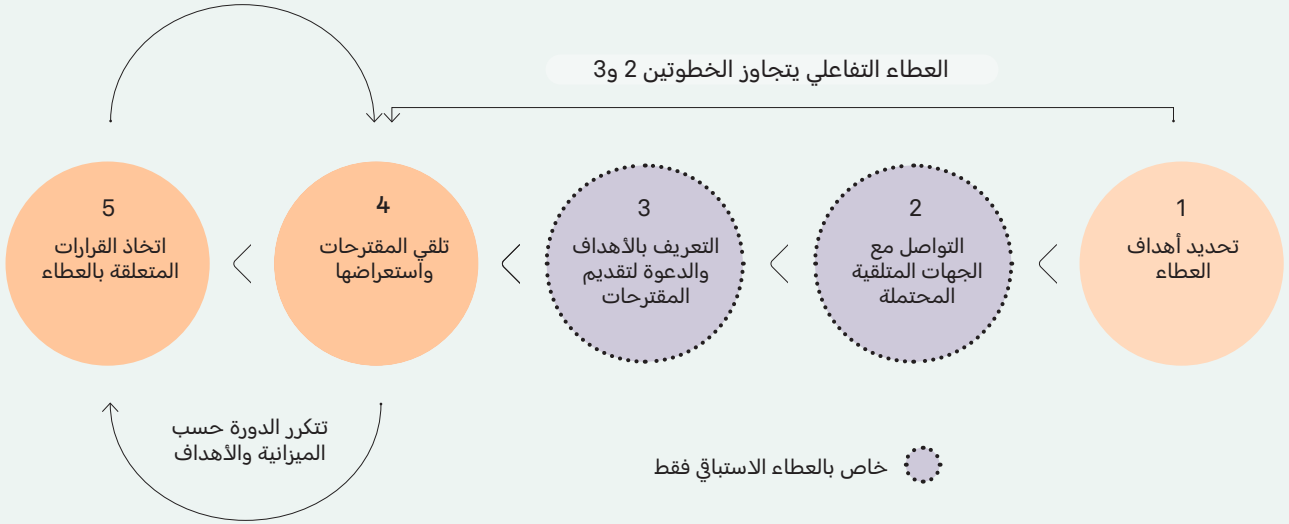 العطاء التفاعلي يتجاوز الخطوتين 2 و3
1
تحديد أهداف
العطاء
2
التواصل مع
الجهات المتلقية
المحتملة
3
التعريف بالأهداف
والدعوة لتقديم
المقترحات
4
تلقي المقترحات
واستعراضها
5
اتخاذ القرارات
المتعلقة بالعطاء
تتكرر الدورة حسب
الميزانية والأهداف
خاص بالعطاء الاستباقي فقط